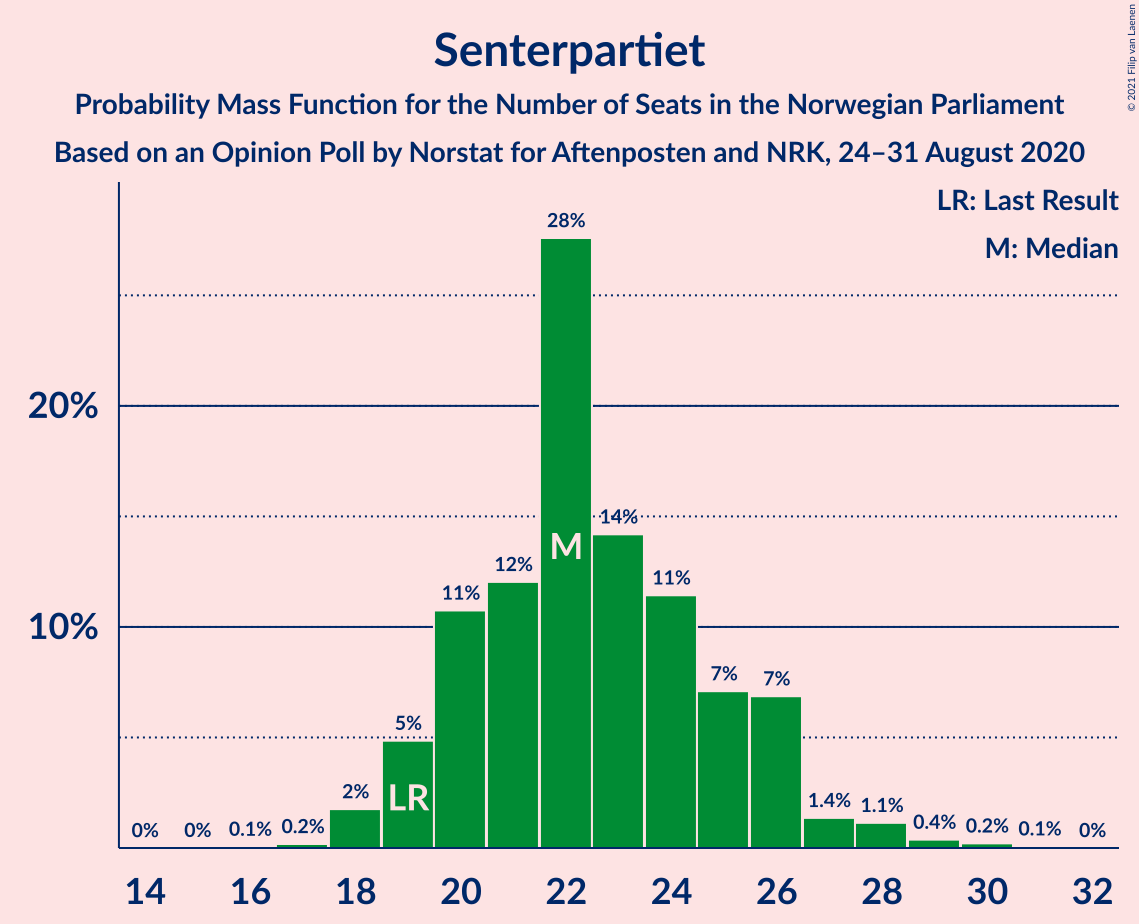 © 2021 Filip van Laenen
Senterpartiet
Probability Mass Function for the Number of Seats in the Norwegian Parliament
Based on an Opinion Poll by Norstat for Aftenposten and NRK, 24–31 August 2020
LR: Last Result
M: Median
20%
10%
0% 0% 0.1% 0.2% 2% 5% 11% 12% 28% 14% 11% 7% 7% 1.4% 1.1% 0.4% 0.2% 0.1% 0%
LR M
14 16 18 20 22 24 26 28 30 32